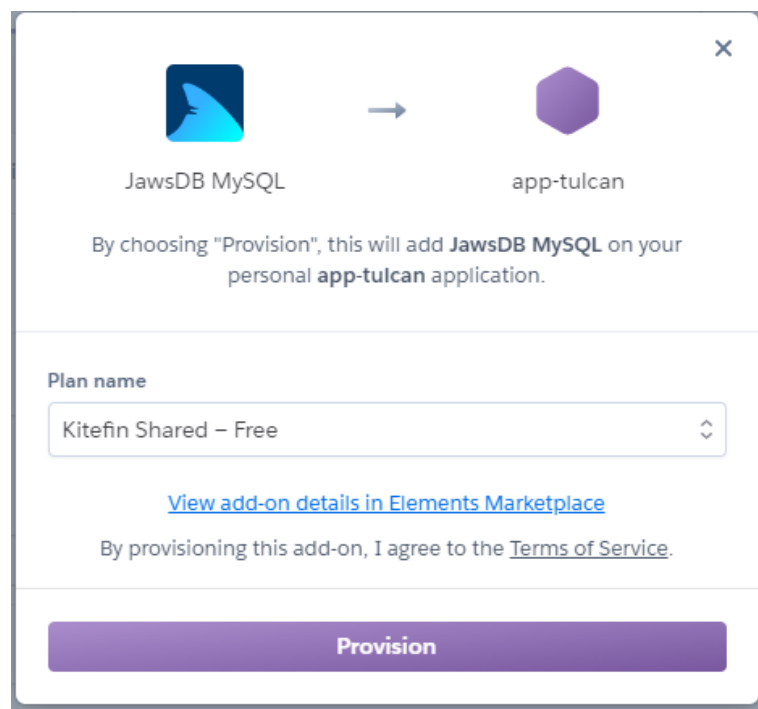 JawsDB MySQL
app-tulcan
By choosing "Provision", this will add JawsDB MySQL on your
personal app-tulcan application.
Plan name
Kitefin Shared – Free
View add-on details in Elements Marketplace
By provisioning this add-on, I agree to the Terms of Service.
Provision